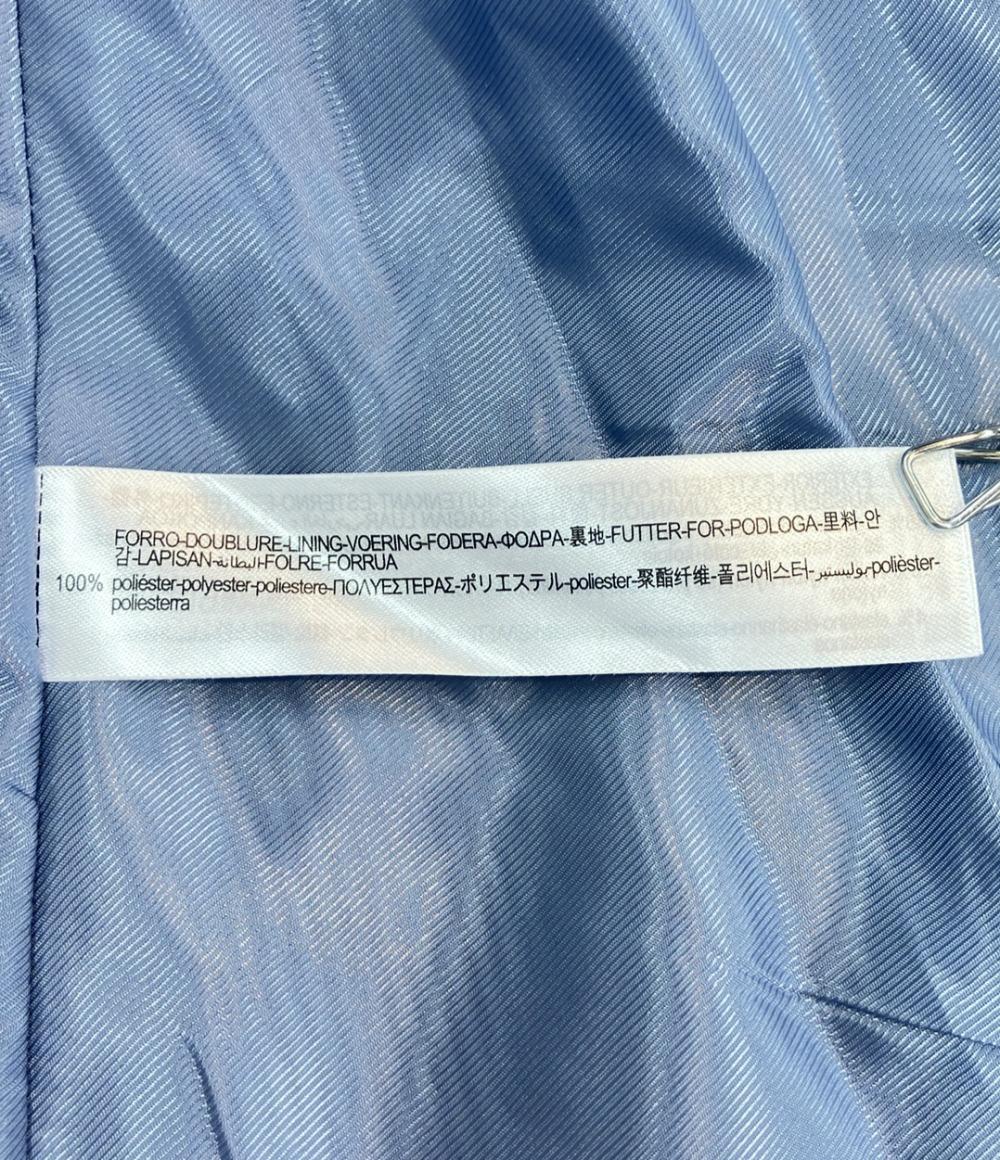 FORRO-DOUBLURE-LINING-VOERING-FODERA-ΦΟΔΡΑ-裏地-FUTTER-FOR-PODLOGA-里料-안
감-LAPISAN-البطانة-FOLRE-FORRUA
100% poliéster-polyester-poliestere-ΠΟΛΥΕΣΤΕΡΑΣ-ポリエステル-poliester-聚酯纤维-폴리에스터-بوليستير-polièster-
poliesterra